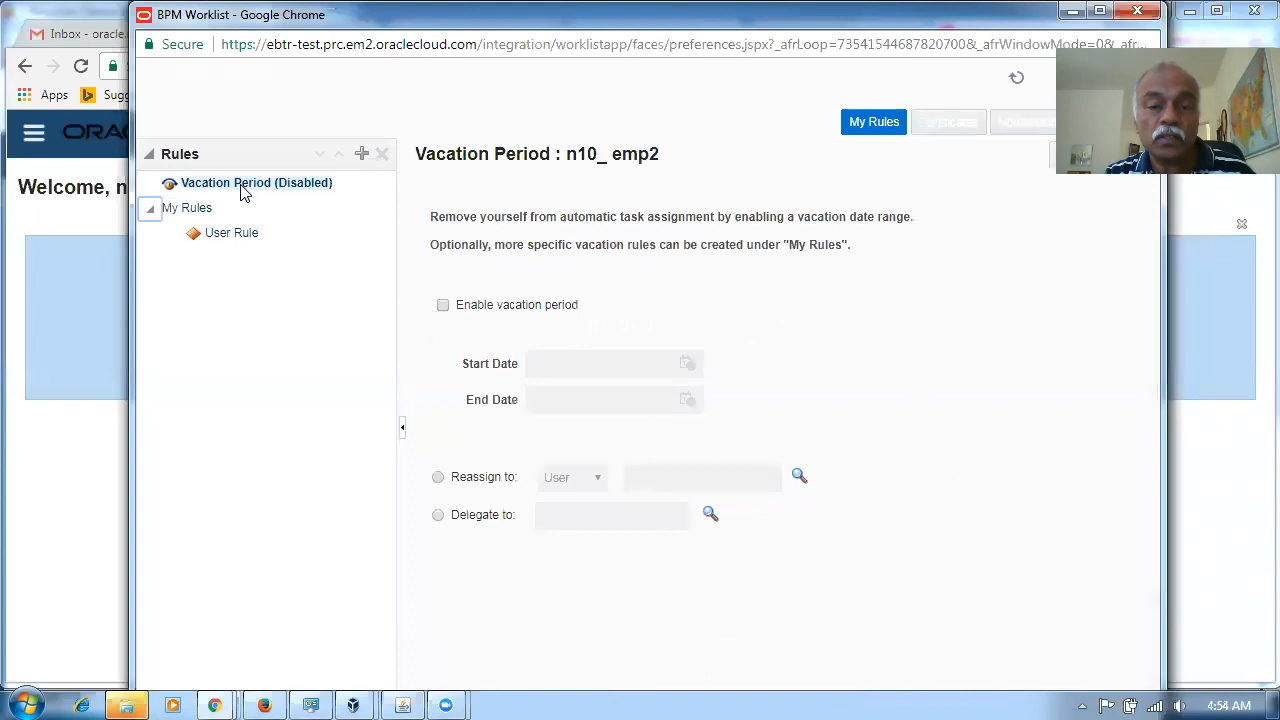 BPM Worklist - Google Chrome
Inbox - oracle.
Secure
https://ebtr-test.prc.em2.oraclecloud.com/integration/worklistapp/faces/preferences.jspx?_afrLoop=735415446878207​00&_afrWindowMode=0&_afr...
Apps
Sugg
ORAC
My Rules
Certificates
Rules
Vacation Period : n10_ emp2
Vacation Period (Disabled)
Welcome, n
My Rules
Remove yourself from automatic task assignment by enabling a vacation date range.
User Rule
Optionally, more specific vacation rules can be created under "My Rules".
Enable vacation period
Start Date
End Date
Reassign to:
User
Delegate to:
4:54 AM